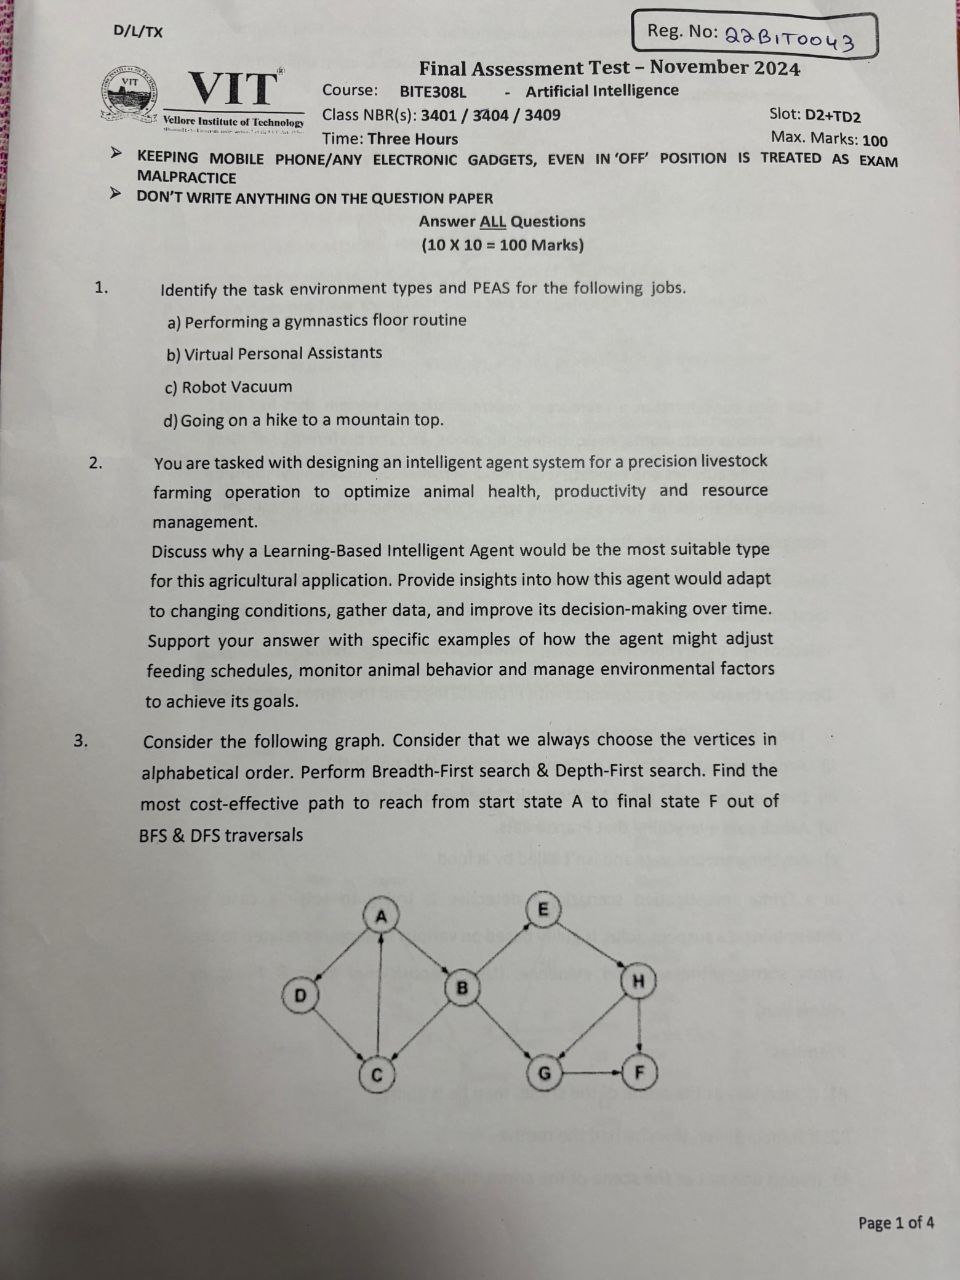 D/L/TX
Reg. No: 22BIT0043
VIT
VIT
Vellore Institute of Technology
Final Assessment Test – November 2024
Course: BITE308L - Artificial Intelligence
Class NBR(s): 3401 / 3404 / 3409
Slot: D2+TD2
Time: Three Hours
Max. Marks: 100
➢ KEEPING MOBILE PHONE/ANY ELECTRONIC GADGETS, EVEN IN 'OFF' POSITION IS TREATED AS EXAM
MALPRACTICE
➢ DON'T WRITE ANYTHING ON THE QUESTION PAPER
Answer ALL Questions
(10 X 10 = 100 Marks)
1. Identify the task environment types and PEAS for the following jobs.
a) Performing a gymnastics floor routine
b) Virtual Personal Assistants
c) Robot Vacuum
d) Going on a hike to a mountain top.
2. You are tasked with designing an intelligent agent system for a precision livestock
farming operation to optimize animal health, productivity and resource
management.
Discuss why a Learning-Based Intelligent Agent would be the most suitable type
for this agricultural application. Provide insights into how this agent would adapt
to changing conditions, gather data, and improve its decision-making over time.
Support your answer with specific examples of how the agent might adjust
feeding schedules, monitor animal behavior and manage environmental factors
to achieve its goals.
3. Consider the following graph. Consider that we always choose the vertices in
alphabetical order. Perform Breadth-First search & Depth-First search. Find the
most cost-effective path to reach from start state A to final state F out of
BFS & DFS traversals
A
E
D
B
H
C
G
F
Page 1 of 4